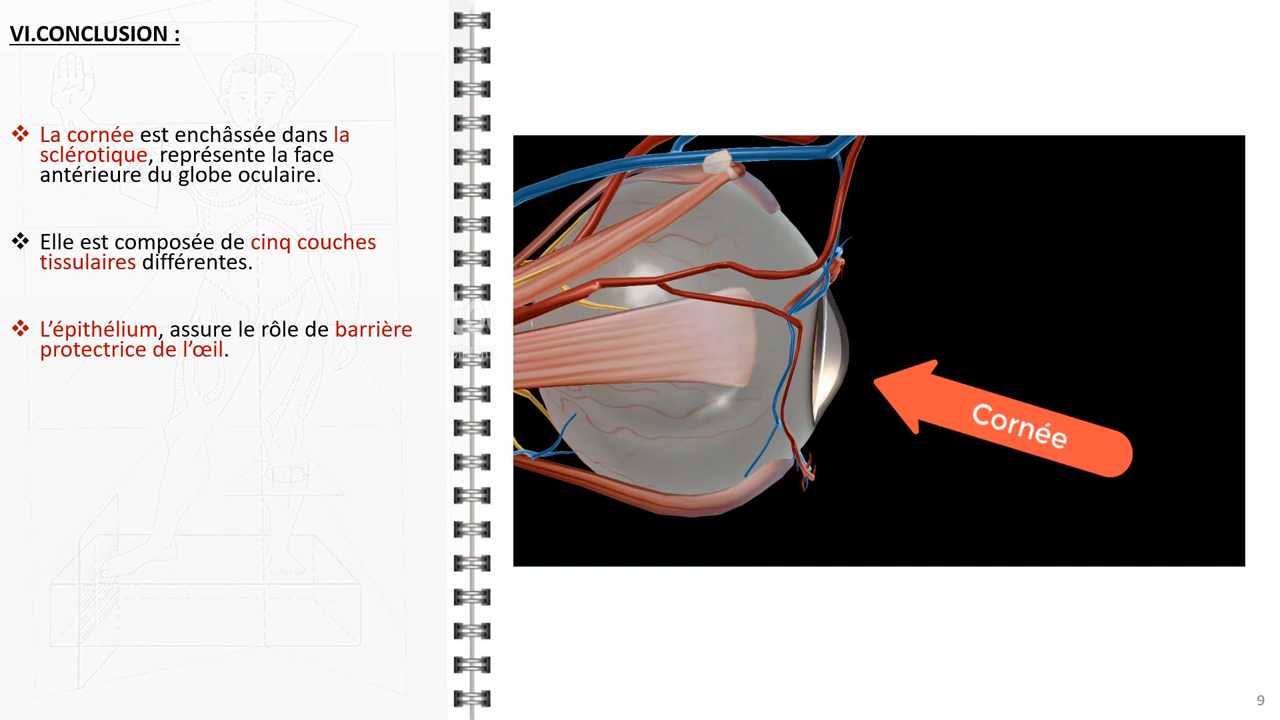 VI.CONCLUSION :
❖ La cornée est enchâssée dans la
sclérotique, représente la face
antérieure du globe oculaire.
❖ Elle est composée de cinq couches
tissulaires différentes.
❖ L’épithélium, assure le rôle de barrière
protectrice de l’œil.
Cornée
9